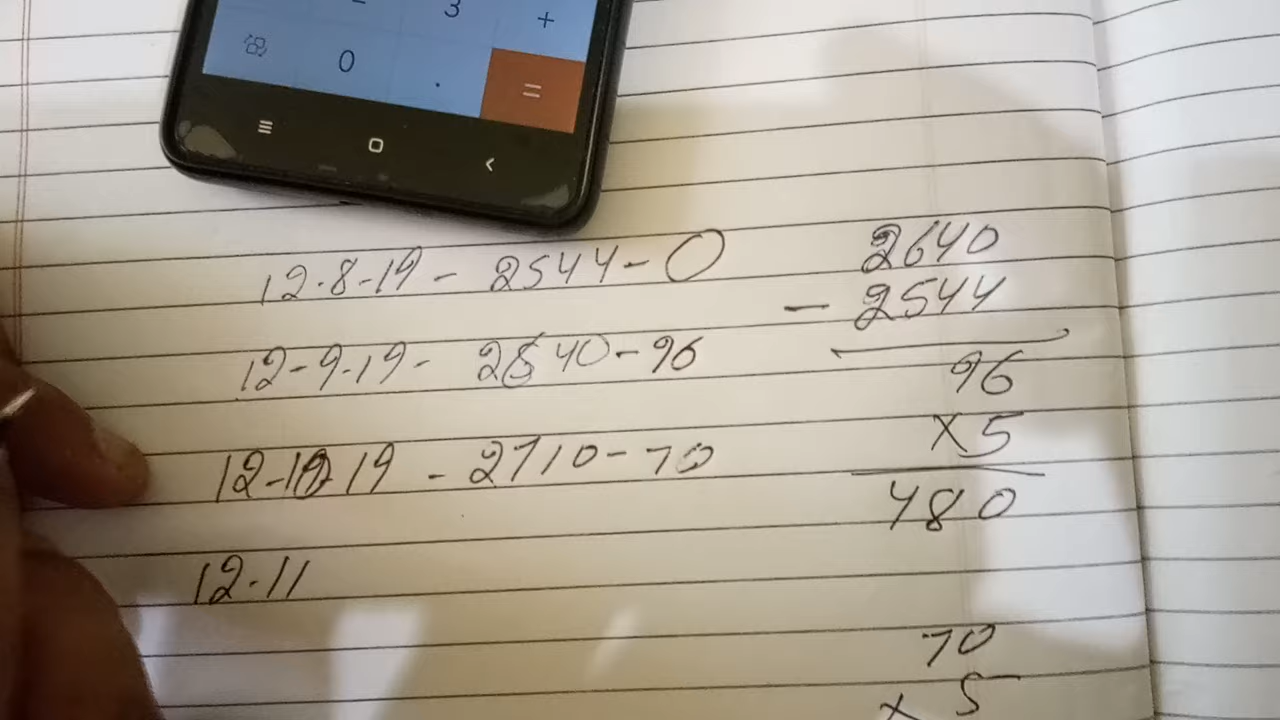 3 +
0 . =
12.8.19 - 2544 - 0
12-9.19 - 2640 - 96
12-10-19 - 2710 - 70
12.11
2640
- 2544
96
x 5
480
70
x 5